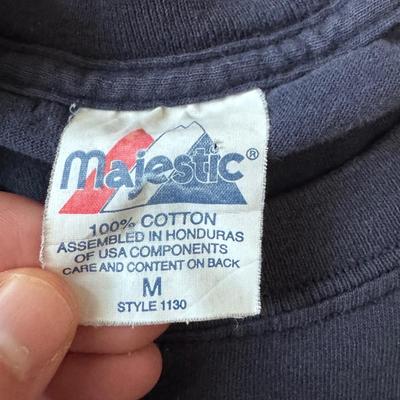 Majestic®
100% COTTON
ASSEMBLED IN HONDURAS
OF USA COMPONENTS
CARE AND CONTENT ON BACK
M
STYLE 1130